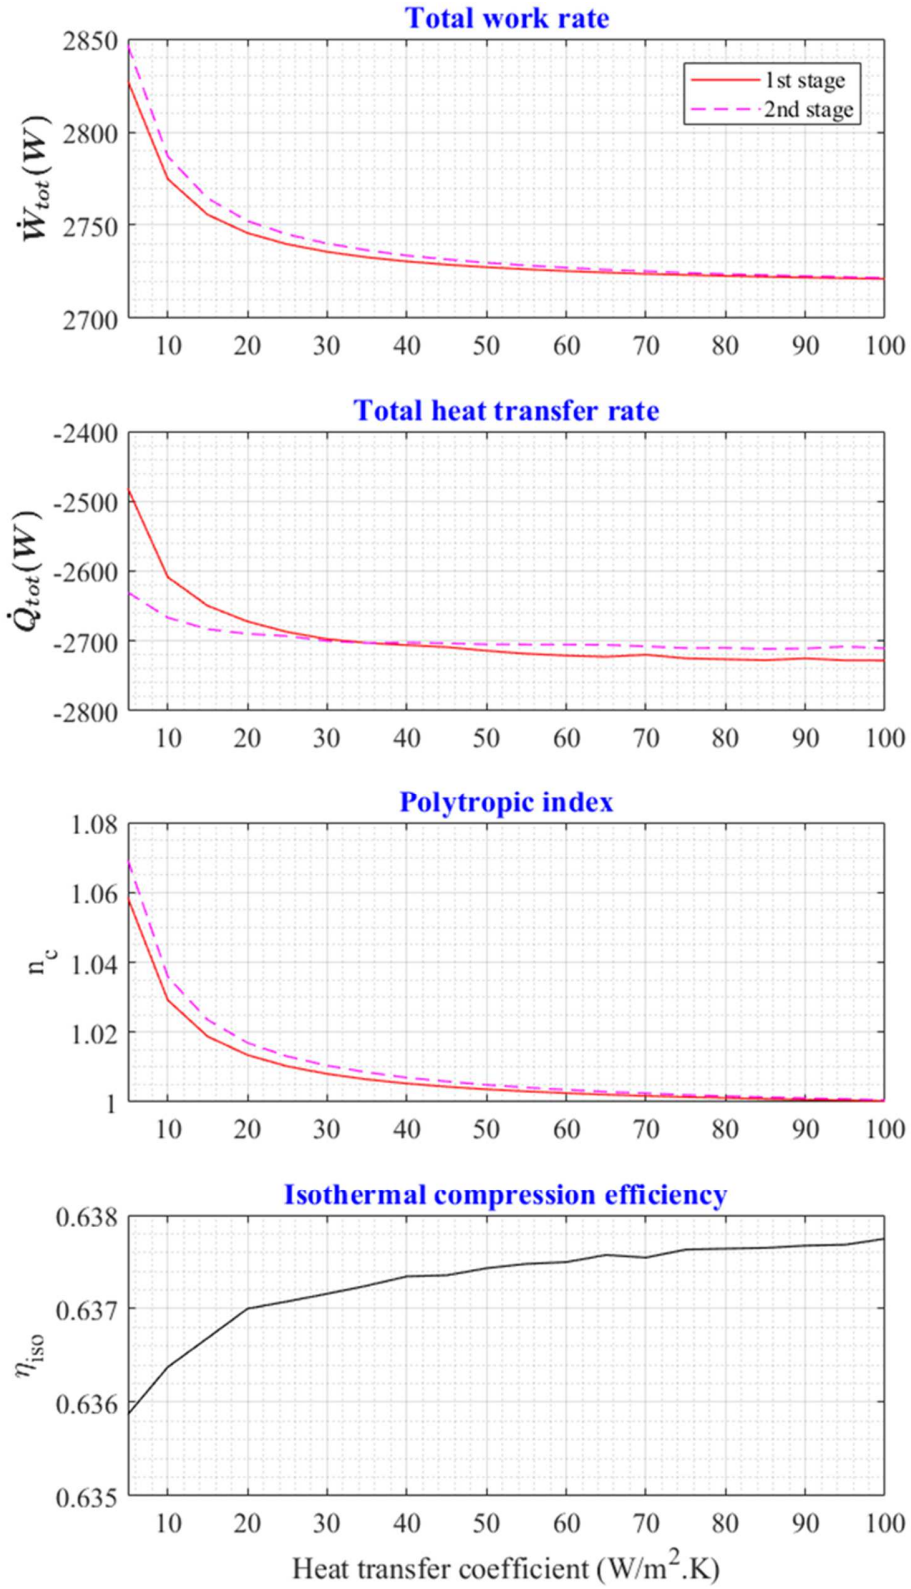 Total work rate
2850
2800
2750
2700
Ẇtot(W)
1st stage
2nd stage
10 20 30 40 50 60 70 80 90 100
Total heat transfer rate
-2400
-2500
-2600
-2700
-2800
Q̇tot(W)
10 20 30 40 50 60 70 80 90 100
Polytropic index
1.08
1.06
1.04
1.02
1
nc
10 20 30 40 50 60 70 80 90 100
Isothermal compression efficiency
0.638
0.637
0.636
0.635
ηiso
10 20 30 40 50 60 70 80 90 100
Heat transfer coefficient (W/m².K)